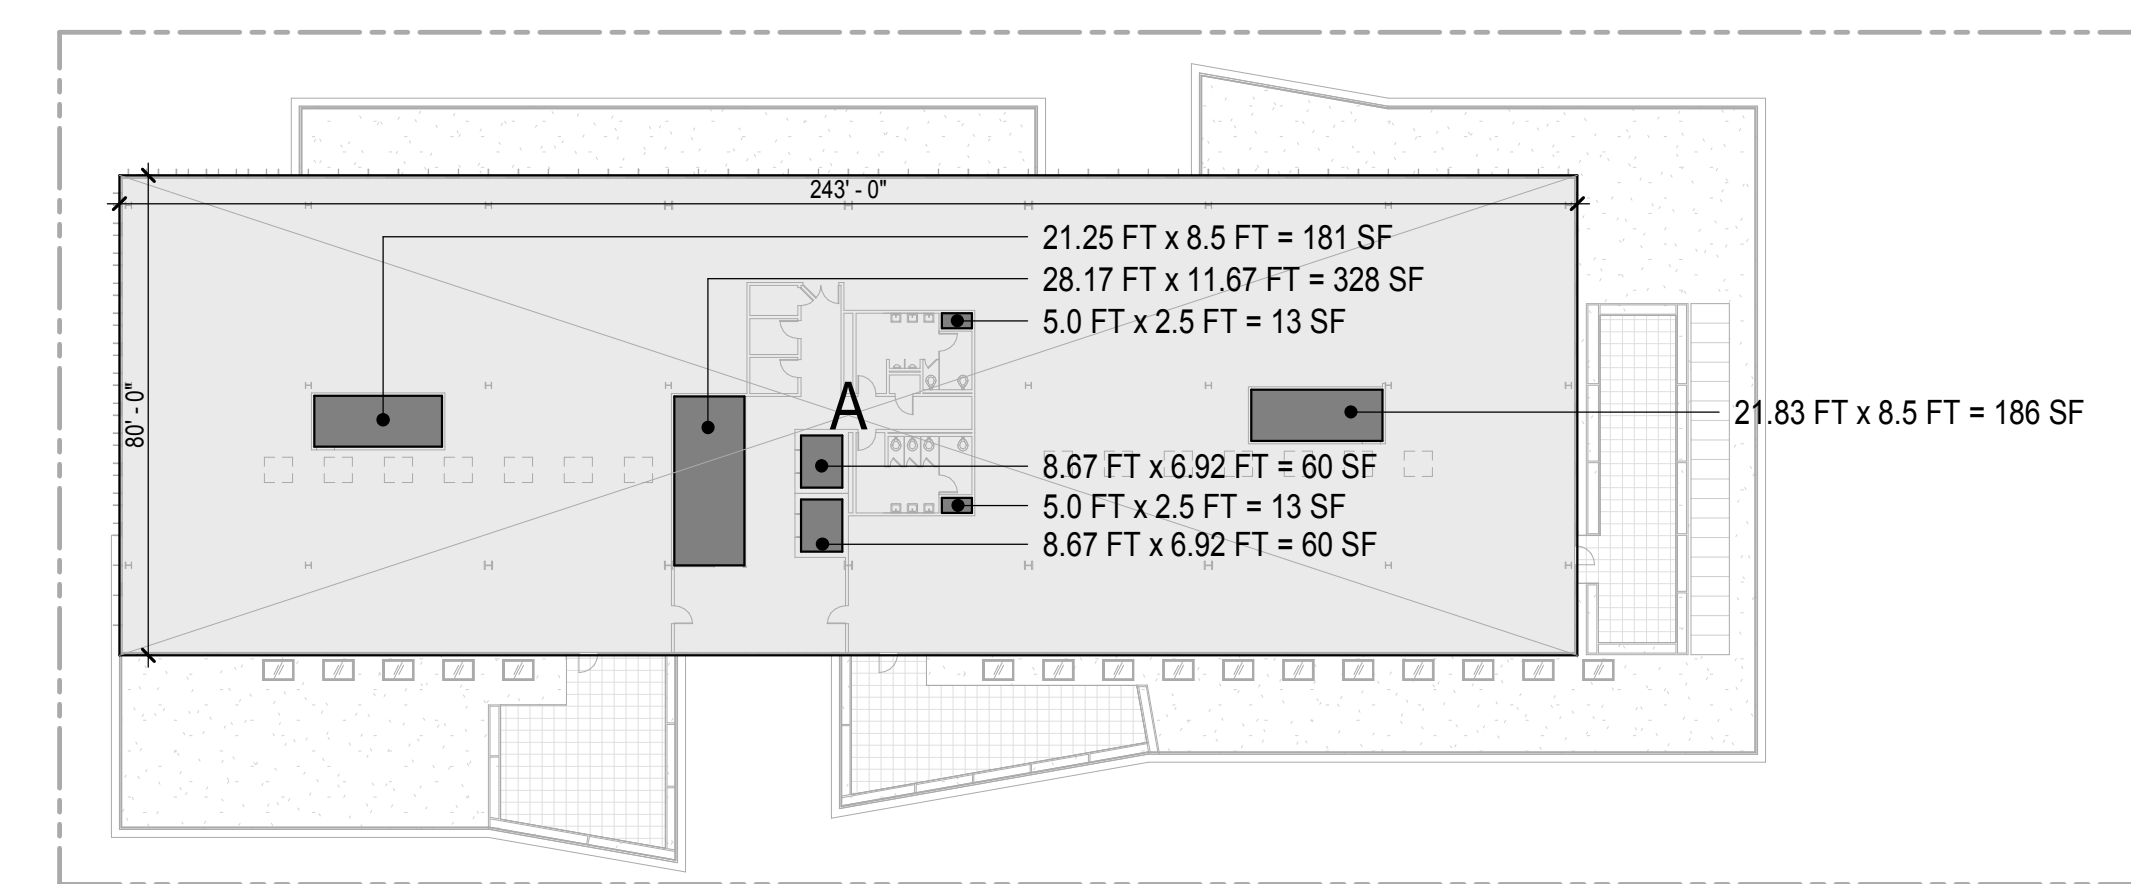 243' - 0"
21.25 FT x 8.5 FT = 181 SF
28.17 FT x 11.67 FT = 328 SF
5.0 FT x 2.5 FT = 13 SF
A
80' - 0"
21.83 FT x 8.5 FT = 186 SF
8.67 FT x 6.92 FT = 60 SF
5.0 FT x 2.5 FT = 13 SF
8.67 FT x 6.92 FT = 60 SF